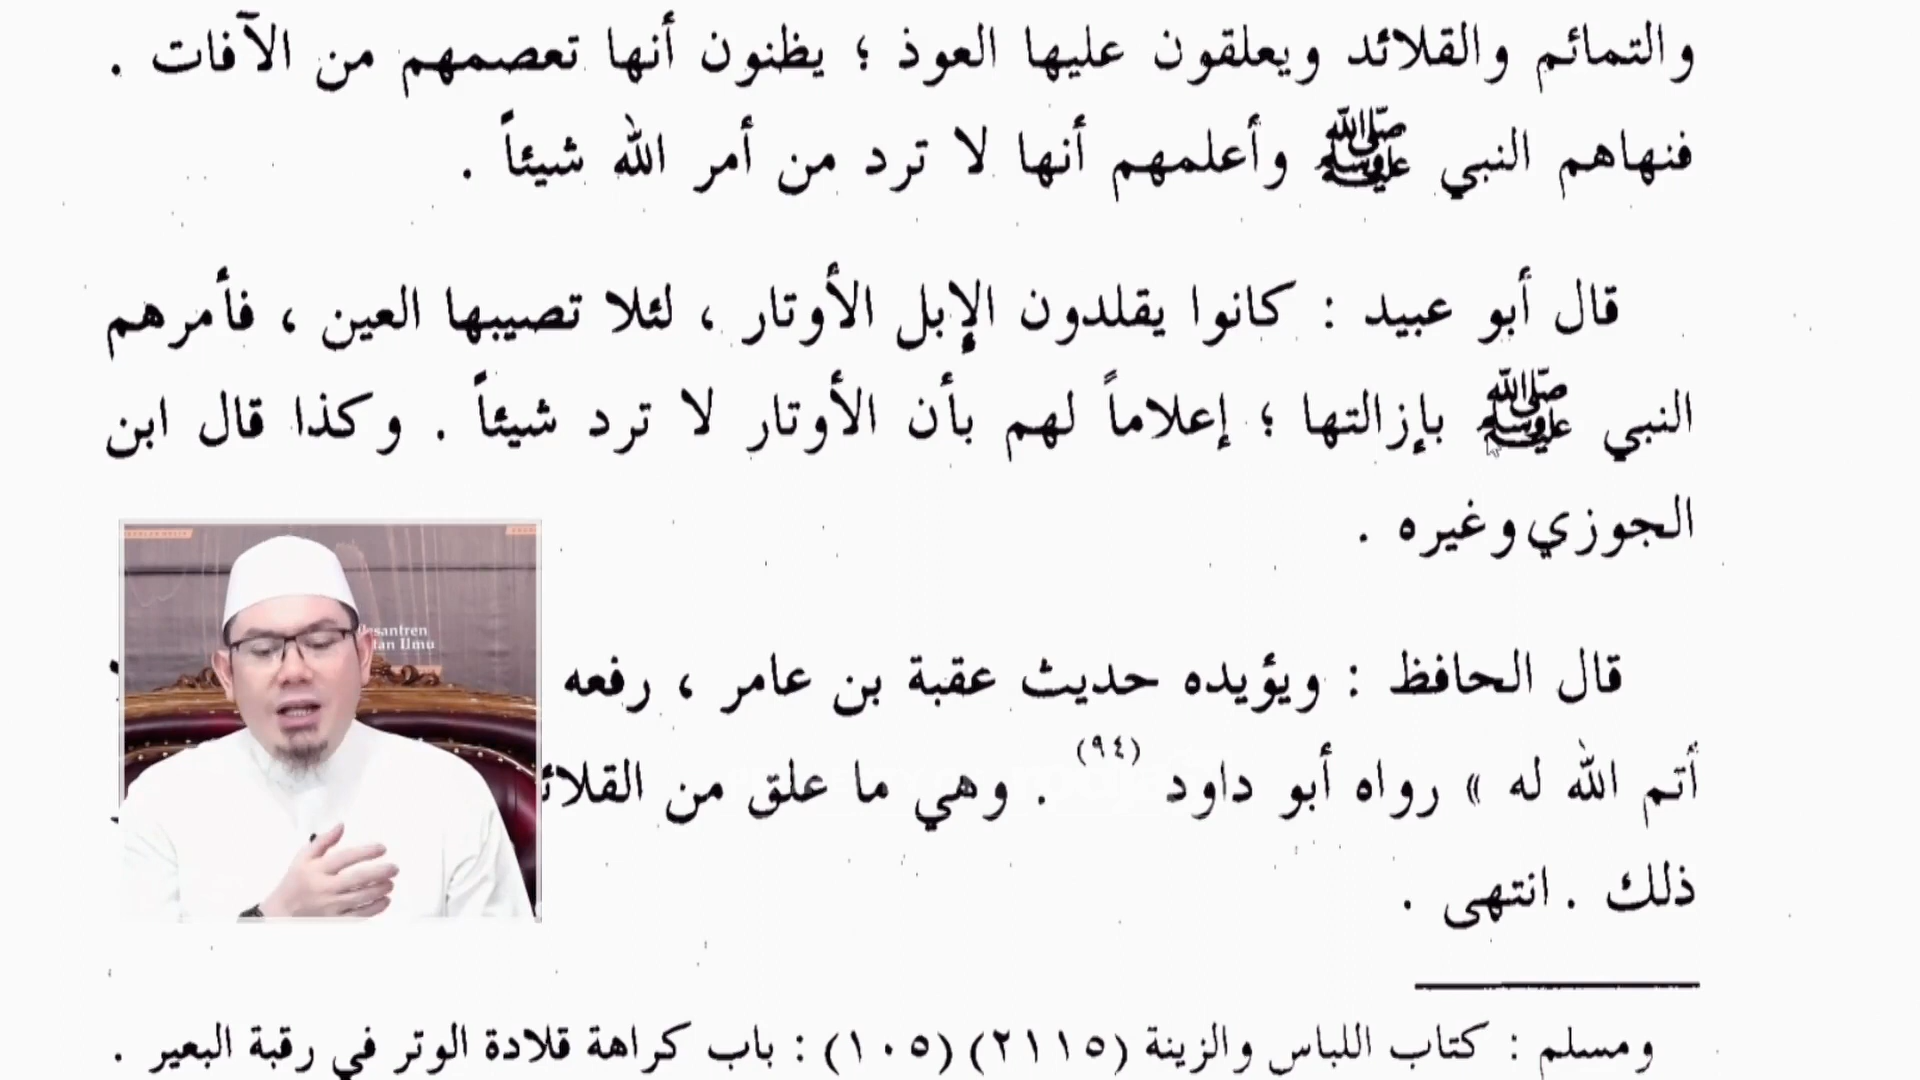 والتمائم والقلائد ويعلقون عليها العوذ ؛ يظنون أنها تعصمهم من الآفات .
فنهاهم النبي ﷺ وأعلمهم أنها لا ترد من أمر الله شيئاً .
قال أبو عبيد : كانوا يقلدون الإبل الأوتار ، لئلا تصيبها العين ، فأمرهم
النبي ﷺ بإزالتها ؛ إعلاماً لهم بأن الأوتار لا ترد شيئاً . وكذا قال ابن
الجوزي وغيره .
قال الحافظ : ويؤيده حديث عقبة بن عامر ، رفعه
أتم الله له » رواه أبو داود (٩٤) . وهي ما علق من
ذلك . انتهى .
ومسلم : كتاب اللباس والزينة (٢١١٥) (١٠٥) : باب كراهة قلادة الوتر في رقبة البعير .